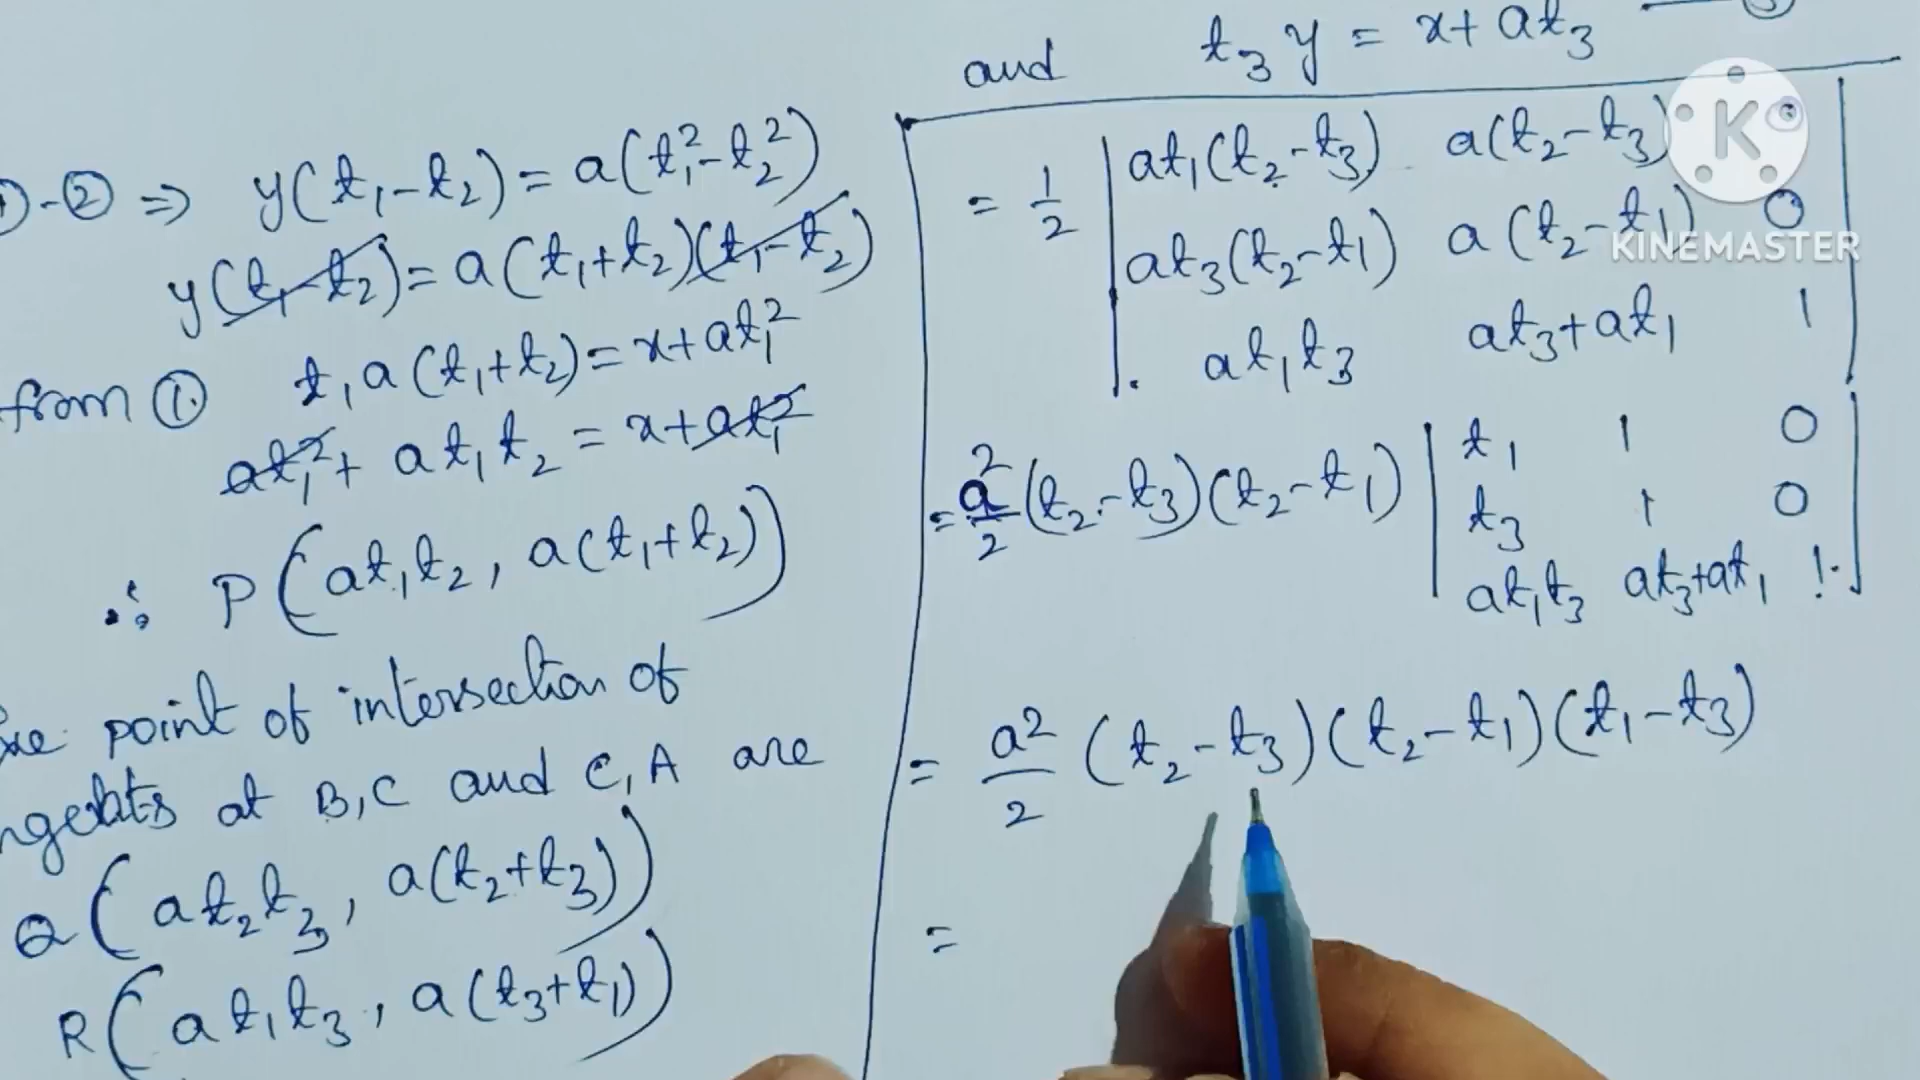 ①-② ⇒ y(t₁-t₂) = a(t₁²-t₂²)
y(t₁-t₂) = a(t₁+t₂)(t₁-t₂)
from ① t₁a(t₁+t₂) = x+at₁²
at₁²+at₁t₂ = x+at₁²
∴ P(at₁t₂, a(t₁+t₂))
point of intersection of
at B,C and C,A are
Q(at₂t₃, a(t₂+t₃))
R(at₁t₃, a(t₃+t₁))
and t₃y = x+at₃
= 1/2 | at₁(t₂-t₃) a(t₂-t₃) 0 |
| at₃(t₂-t₁) a(t₂-t₁) 0 |
| at₁t₃ at₃+at₁ 1 |
= a²/2 (t₂-t₃)(t₂-t₁) | t₁ 1 0 |
| t₃ 1 0 |
| at₁t₃ at₃+at₁ 1 |
= a²/2 (t₂-t₃)(t₂-t₁)(t₁-t₃)
=
K
KINEMASTER